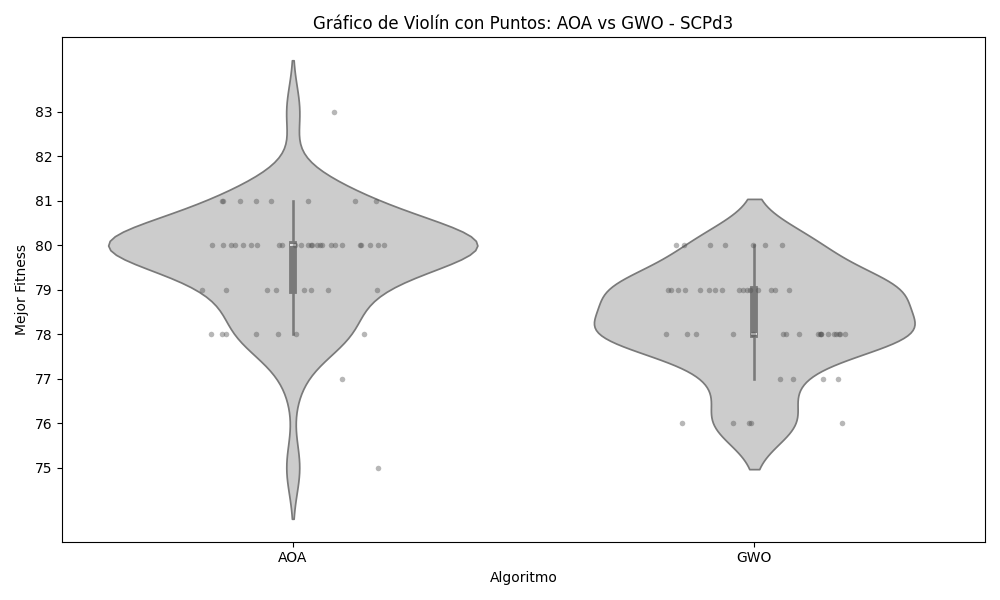 Gráfico de Violín con Puntos: AOA vs GWO - SCPd3
Mejor Fitness
83
82
81
80
79
78
77
76
75
AOA
GWO
Algoritmo